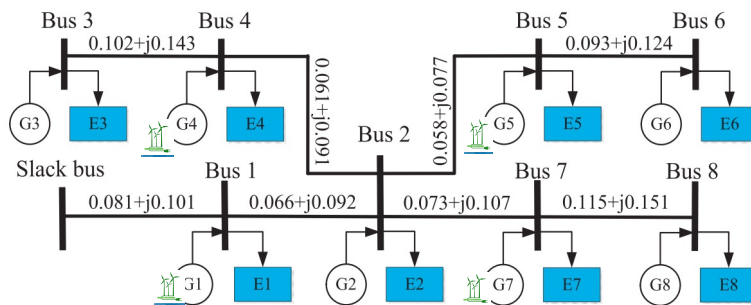 Bus 3
Bus 4
Bus 5
Bus 6
0.102+j0.143
0.093+j0.124
0.061+j0.091
0.058+j0.077
G3
E3
G4
E4
G5
E5
G6
E6
Bus 2
Slack bus
Bus 1
Bus 7
Bus 8
0.081+j0.101
0.066+j0.092
0.073+j0.107
0.115+j0.151
G1
E1
G2
E2
G7
E7
G8
E8